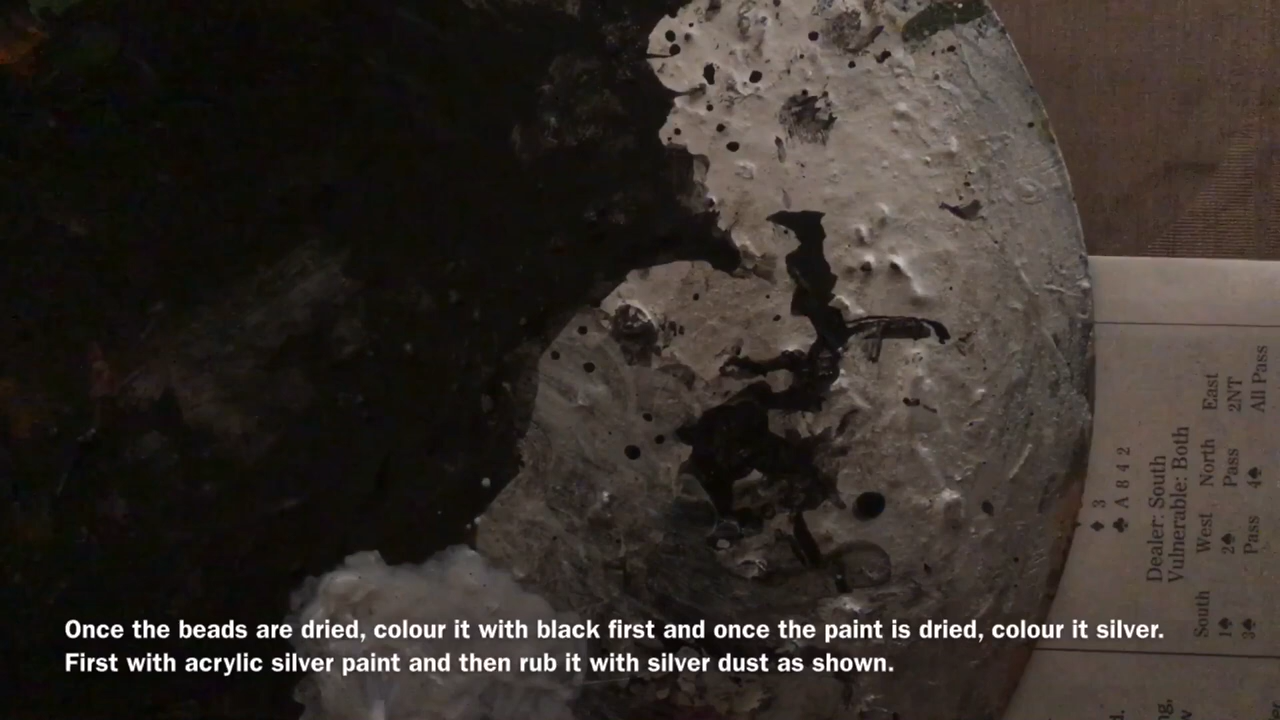 Once the beads are dried, colour it with black first and once the paint is dried, colour it silver.
First with acrylic silver paint and then rub it with silver dust as shown.
♦ 3
♣ A 8 4 2
Dealer: South
Vulnerable: Both
South West North East
1♠ 2♠ Pass 2NT
3♠ Pass 4♠ All Pass